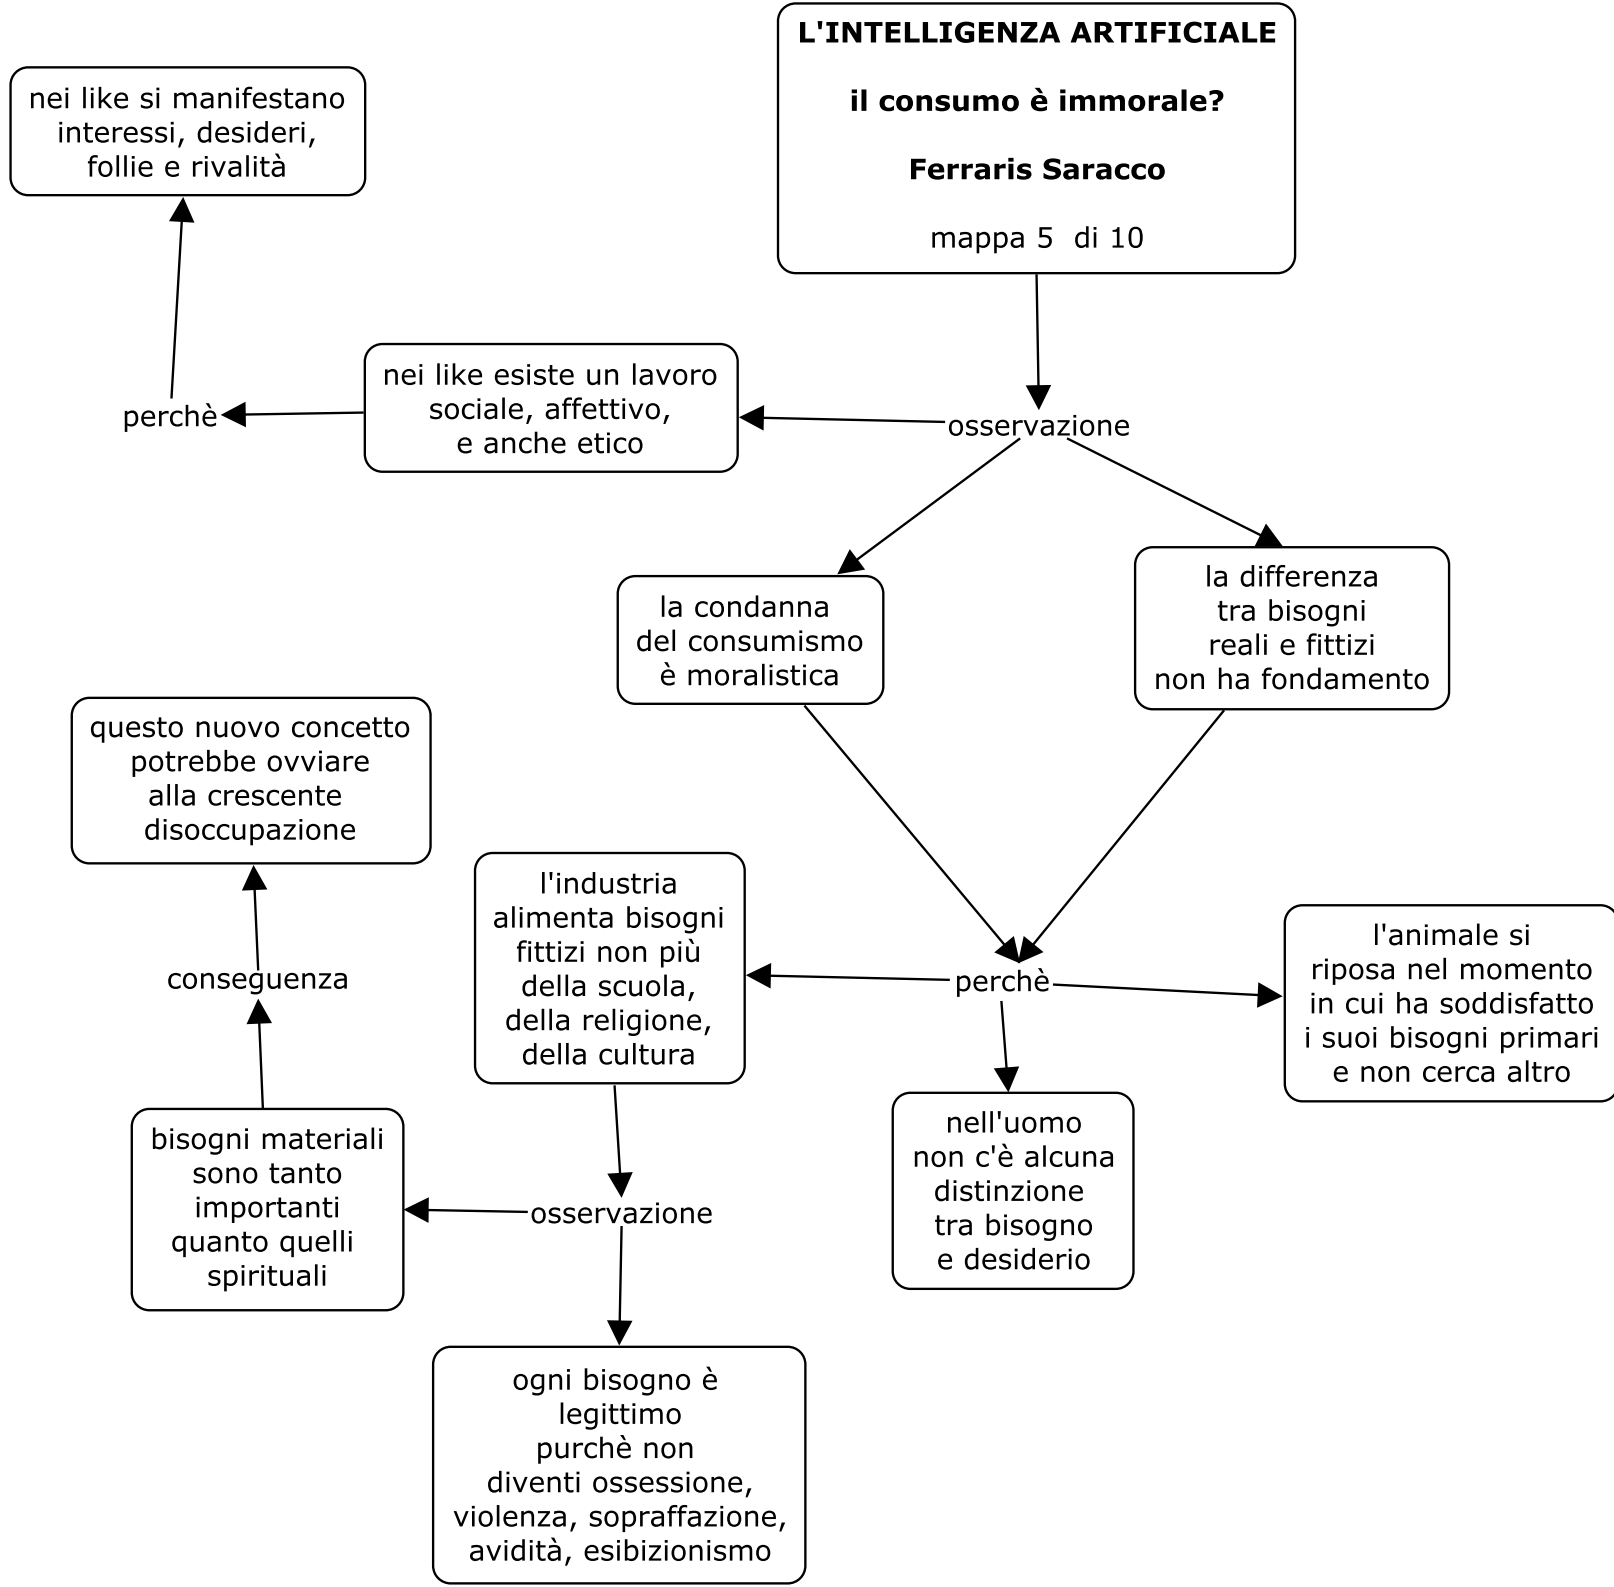 L'INTELLIGENZA ARTIFICIALE
il consumo è immorale?
Ferraris Saracco
mappa 5 di 10
nei like si manifestano
interessi, desideri,
follie e rivalità
perchè
nei like esiste un lavoro
sociale, affettivo,
e anche etico
osservazione
la condanna
del consumismo
è moralistica
la differenza
tra bisogni
reali e fittizi
non ha fondamento
questo nuovo concetto
potrebbe ovviare
alla crescente
disoccupazione
conseguenza
l'industria
alimenta bisogni
fittizi non più
della scuola,
della religione,
della cultura
perchè
l'animale si
riposa nel momento
in cui ha soddisfatto
i suoi bisogni primari
e non cerca altro
bisogni materiali
sono tanto
importanti
quanto quelli
spirituali
osservazione
nell'uomo
non c'è alcuna
distinzione
tra bisogno
e desiderio
ogni bisogno è
legittimo
purchè non
diventi ossessione,
violenza, sopraffazione,
avidità, esibizionismo